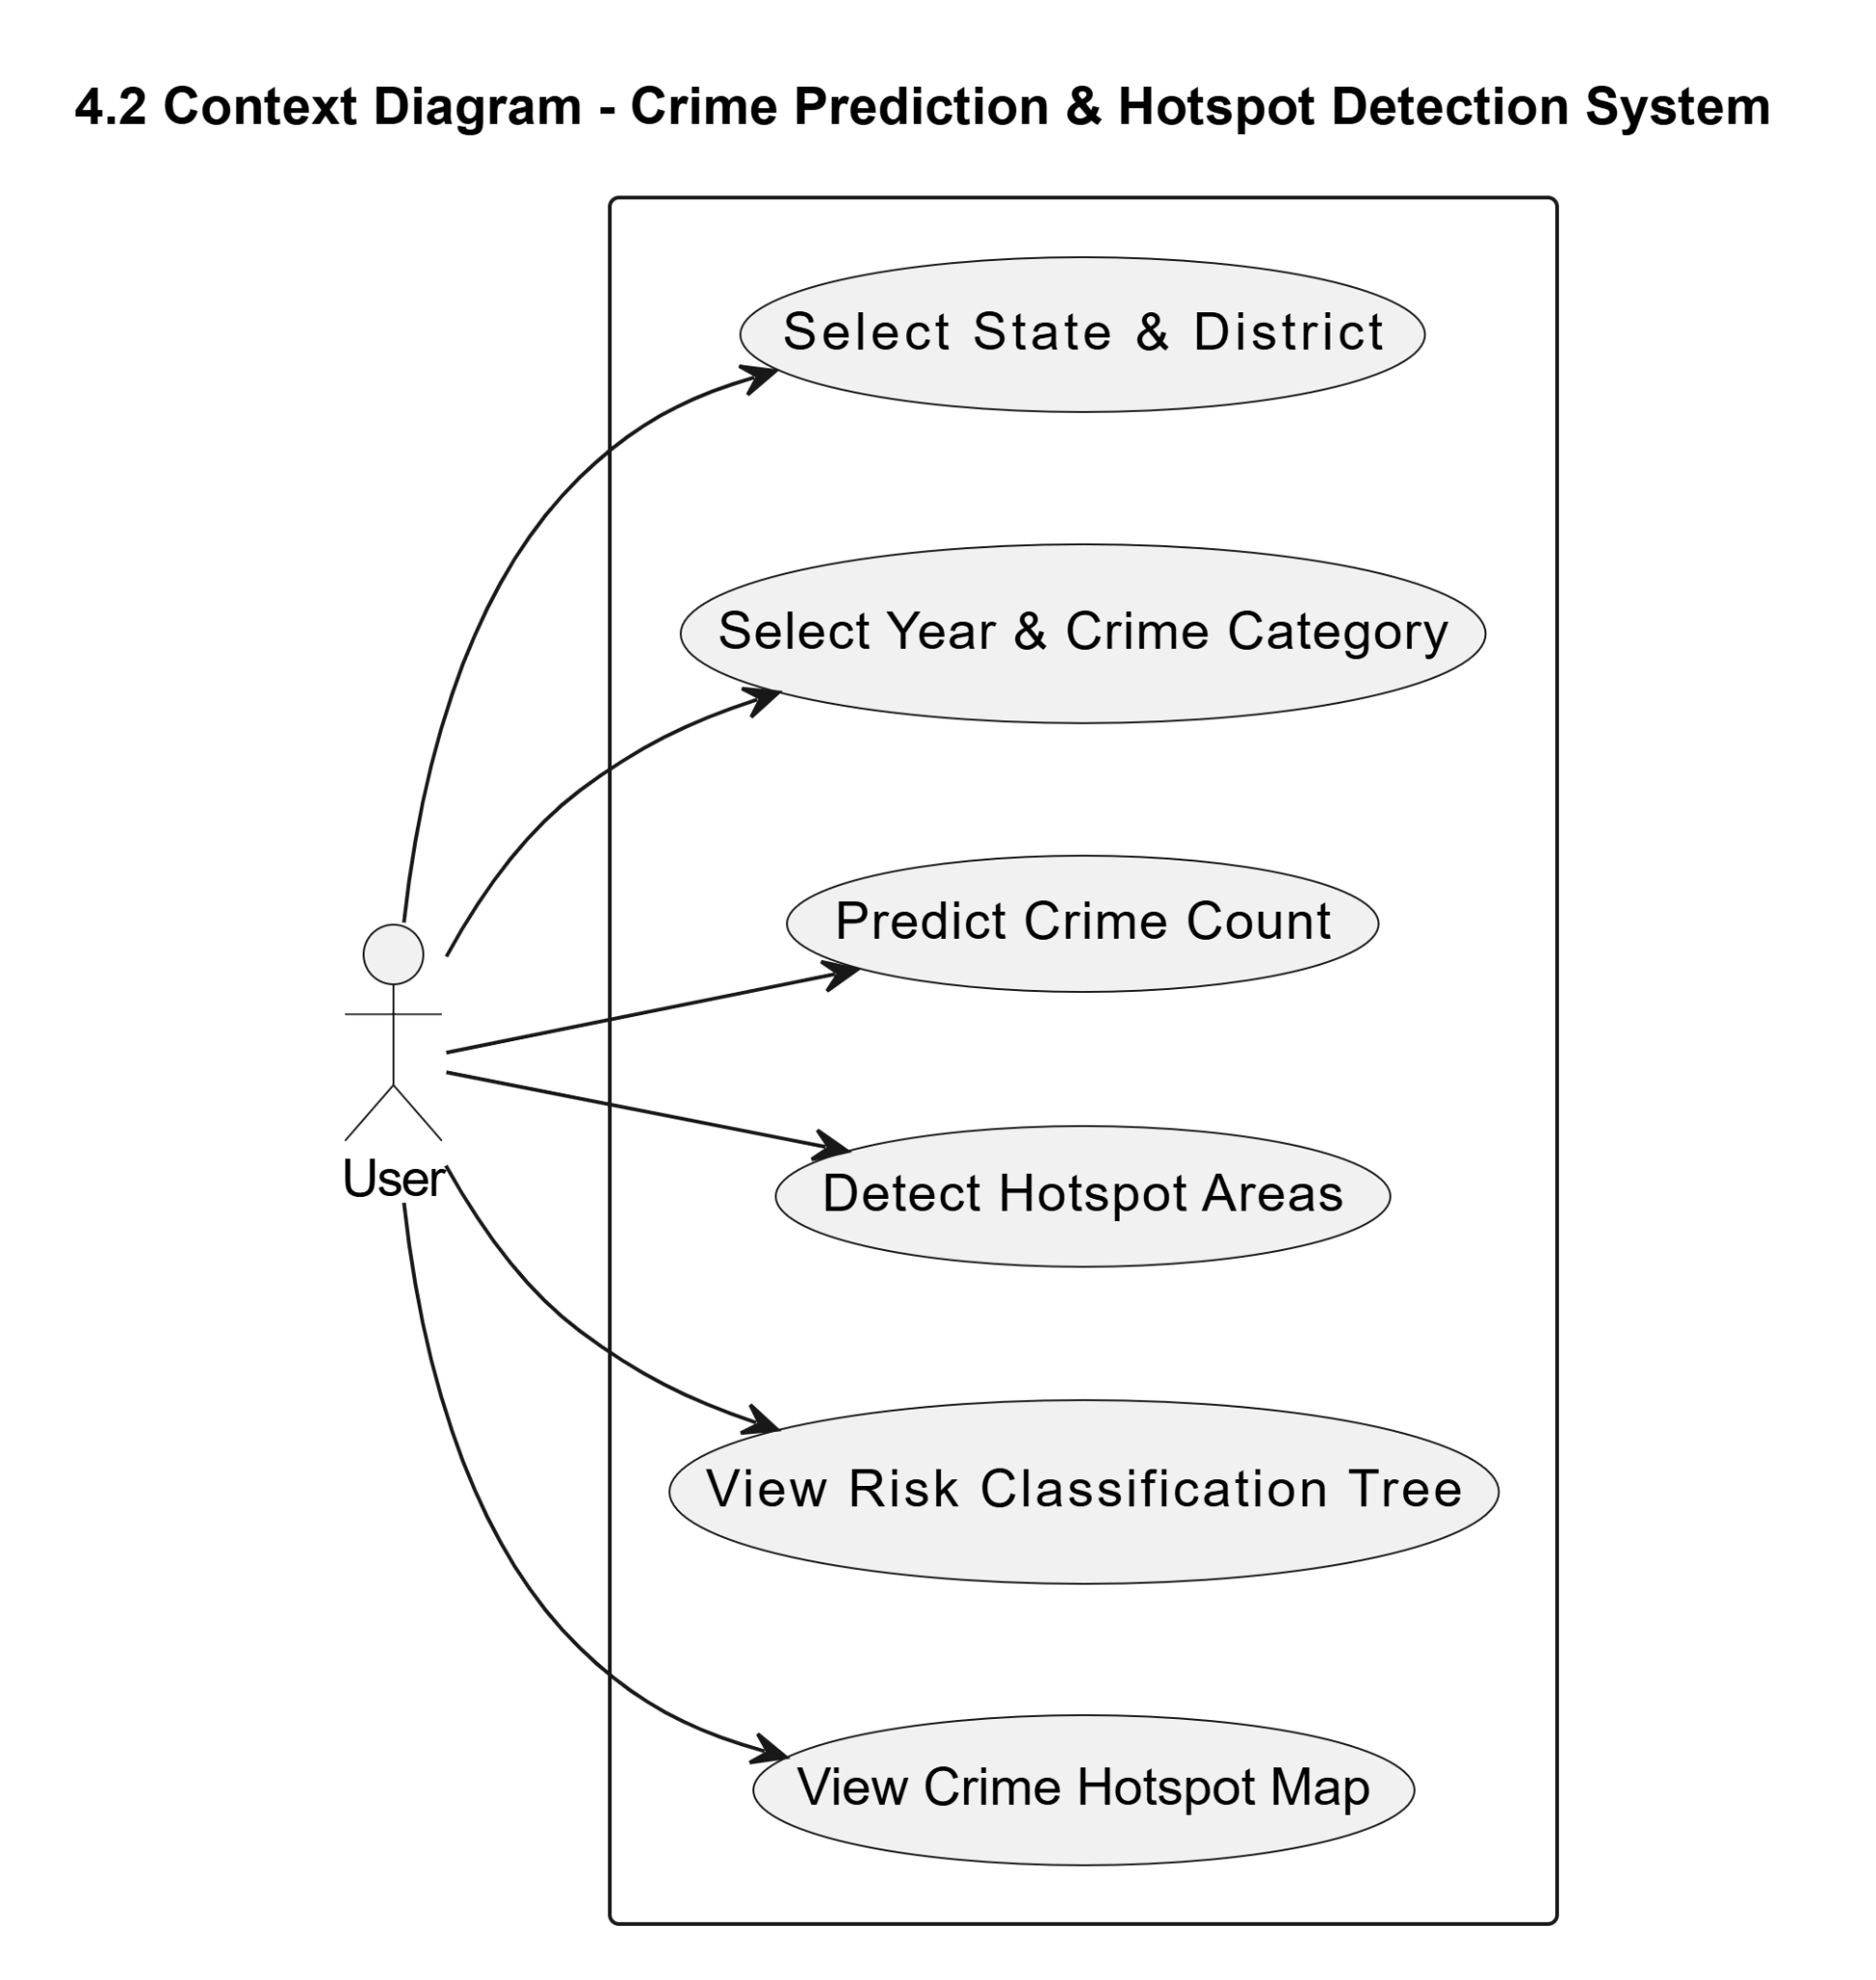 4.2 Context Diagram - Crime Prediction & Hotspot Detection System
Select State & District
Select Year & Crime Category
Predict Crime Count
Detect Hotspot Areas
User
View Risk Classification Tree
View Crime Hotspot Map